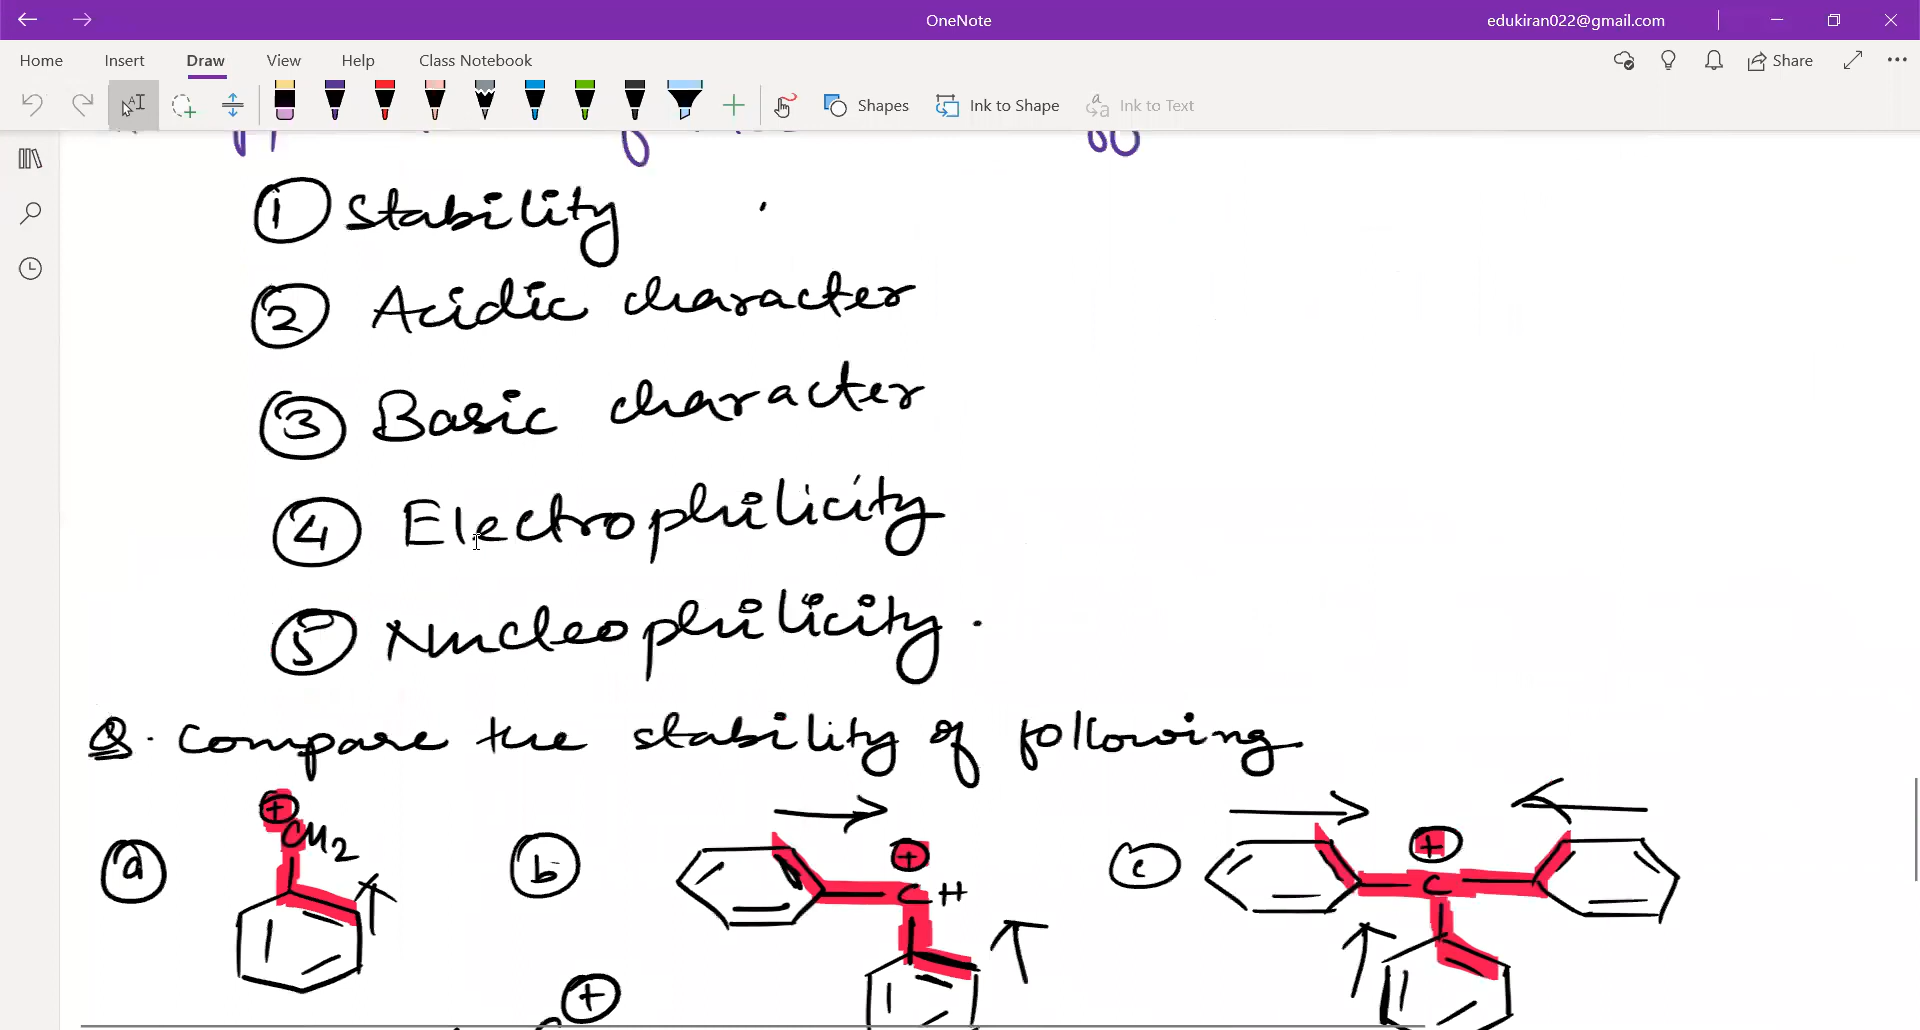 OneNote
edukiran022@gmail.com
Home Insert Draw View Help Class Notebook
Share
Shapes Ink to Shape Ink to Text
① Stability
② Acidic character
③ Basic character
④ Electrophilicity
⑤ Nucleophilicity.
Q. Compare the stability of following
ⓐ ⊕ CH2 ⓑ ⊕ CH ⓒ ⊕ C
⊕